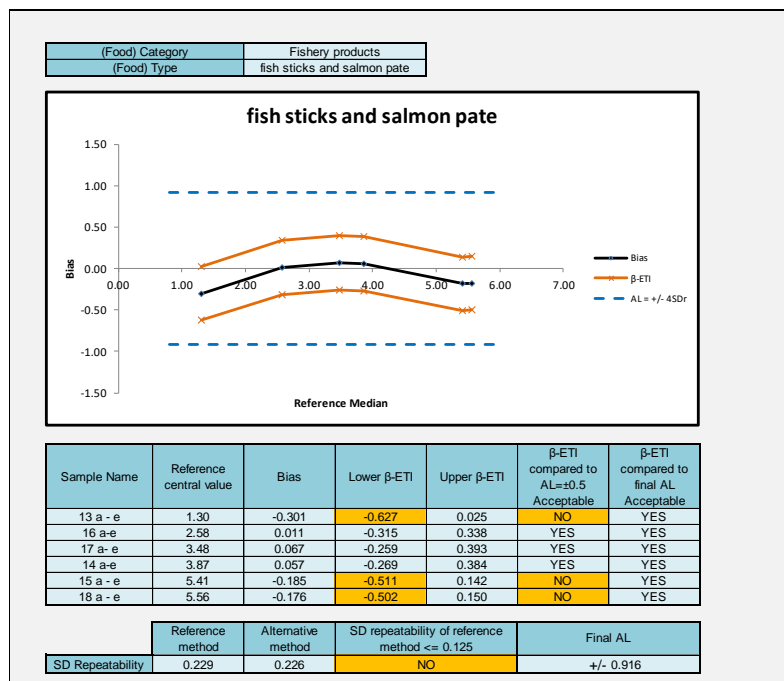 (Food) Category Fishery products
(Food) Type fish sticks and salmon pate
fish sticks and salmon pate
1.50
1.00
0.50
0.00
-0.50
-1.00
-1.50
0.00 1.00 2.00 3.00 4.00 5.00 6.00 7.00
Bias
Reference Median
Bias
β-ETI
AL = +/- 4SDr
Sample Name Reference central value Bias Lower β-ETI Upper β-ETI β-ETI compared to AL=±0.5 Acceptable β-ETI compared to final AL Acceptable
13 a - e 1.30 -0.301 -0.627 0.025 NO YES
16 a-e 2.58 0.011 -0.315 0.338 YES YES
17 a- e 3.48 0.067 -0.259 0.393 YES YES
14 a-e 3.87 0.057 -0.269 0.384 YES YES
15 a - e 5.41 -0.185 -0.511 0.142 NO YES
18 a - e 5.56 -0.176 -0.502 0.150 NO YES
Reference method Alternative method SD repeatability of reference method <= 0.125 Final AL
SD Repeatability 0.229 0.226 NO +/- 0.916